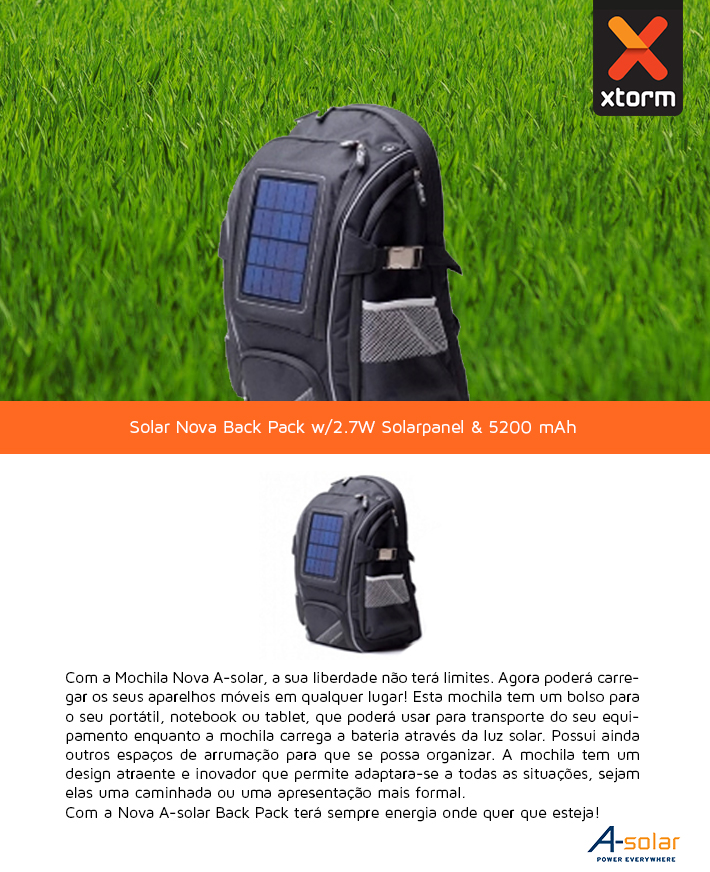 xtorm
Solar Nova Back Pack w/2.7W Solarpanel & 5200 mAh
Com a Mochila Nova A-solar, a sua liberdade não terá limites. Agora poderá carre-
gar os seus aparelhos móveis em qualquer lugar! Esta mochila tem um bolso para
o seu portátil, notebook ou tablet, que poderá usar para transporte do seu equi-
pamento enquanto a mochila carrega a bateria através da luz solar. Possui ainda
outros espaços de arrumação para que se possa organizar. A mochila tem um
design atraente e inovador que permite adaptara-se a todas as situações, sejam
elas uma caminhada ou uma apresentação mais formal.
Com a Nova A-solar Back Pack terá sempre energia onde quer que esteja!
A-solar
POWER EVERYWHERE